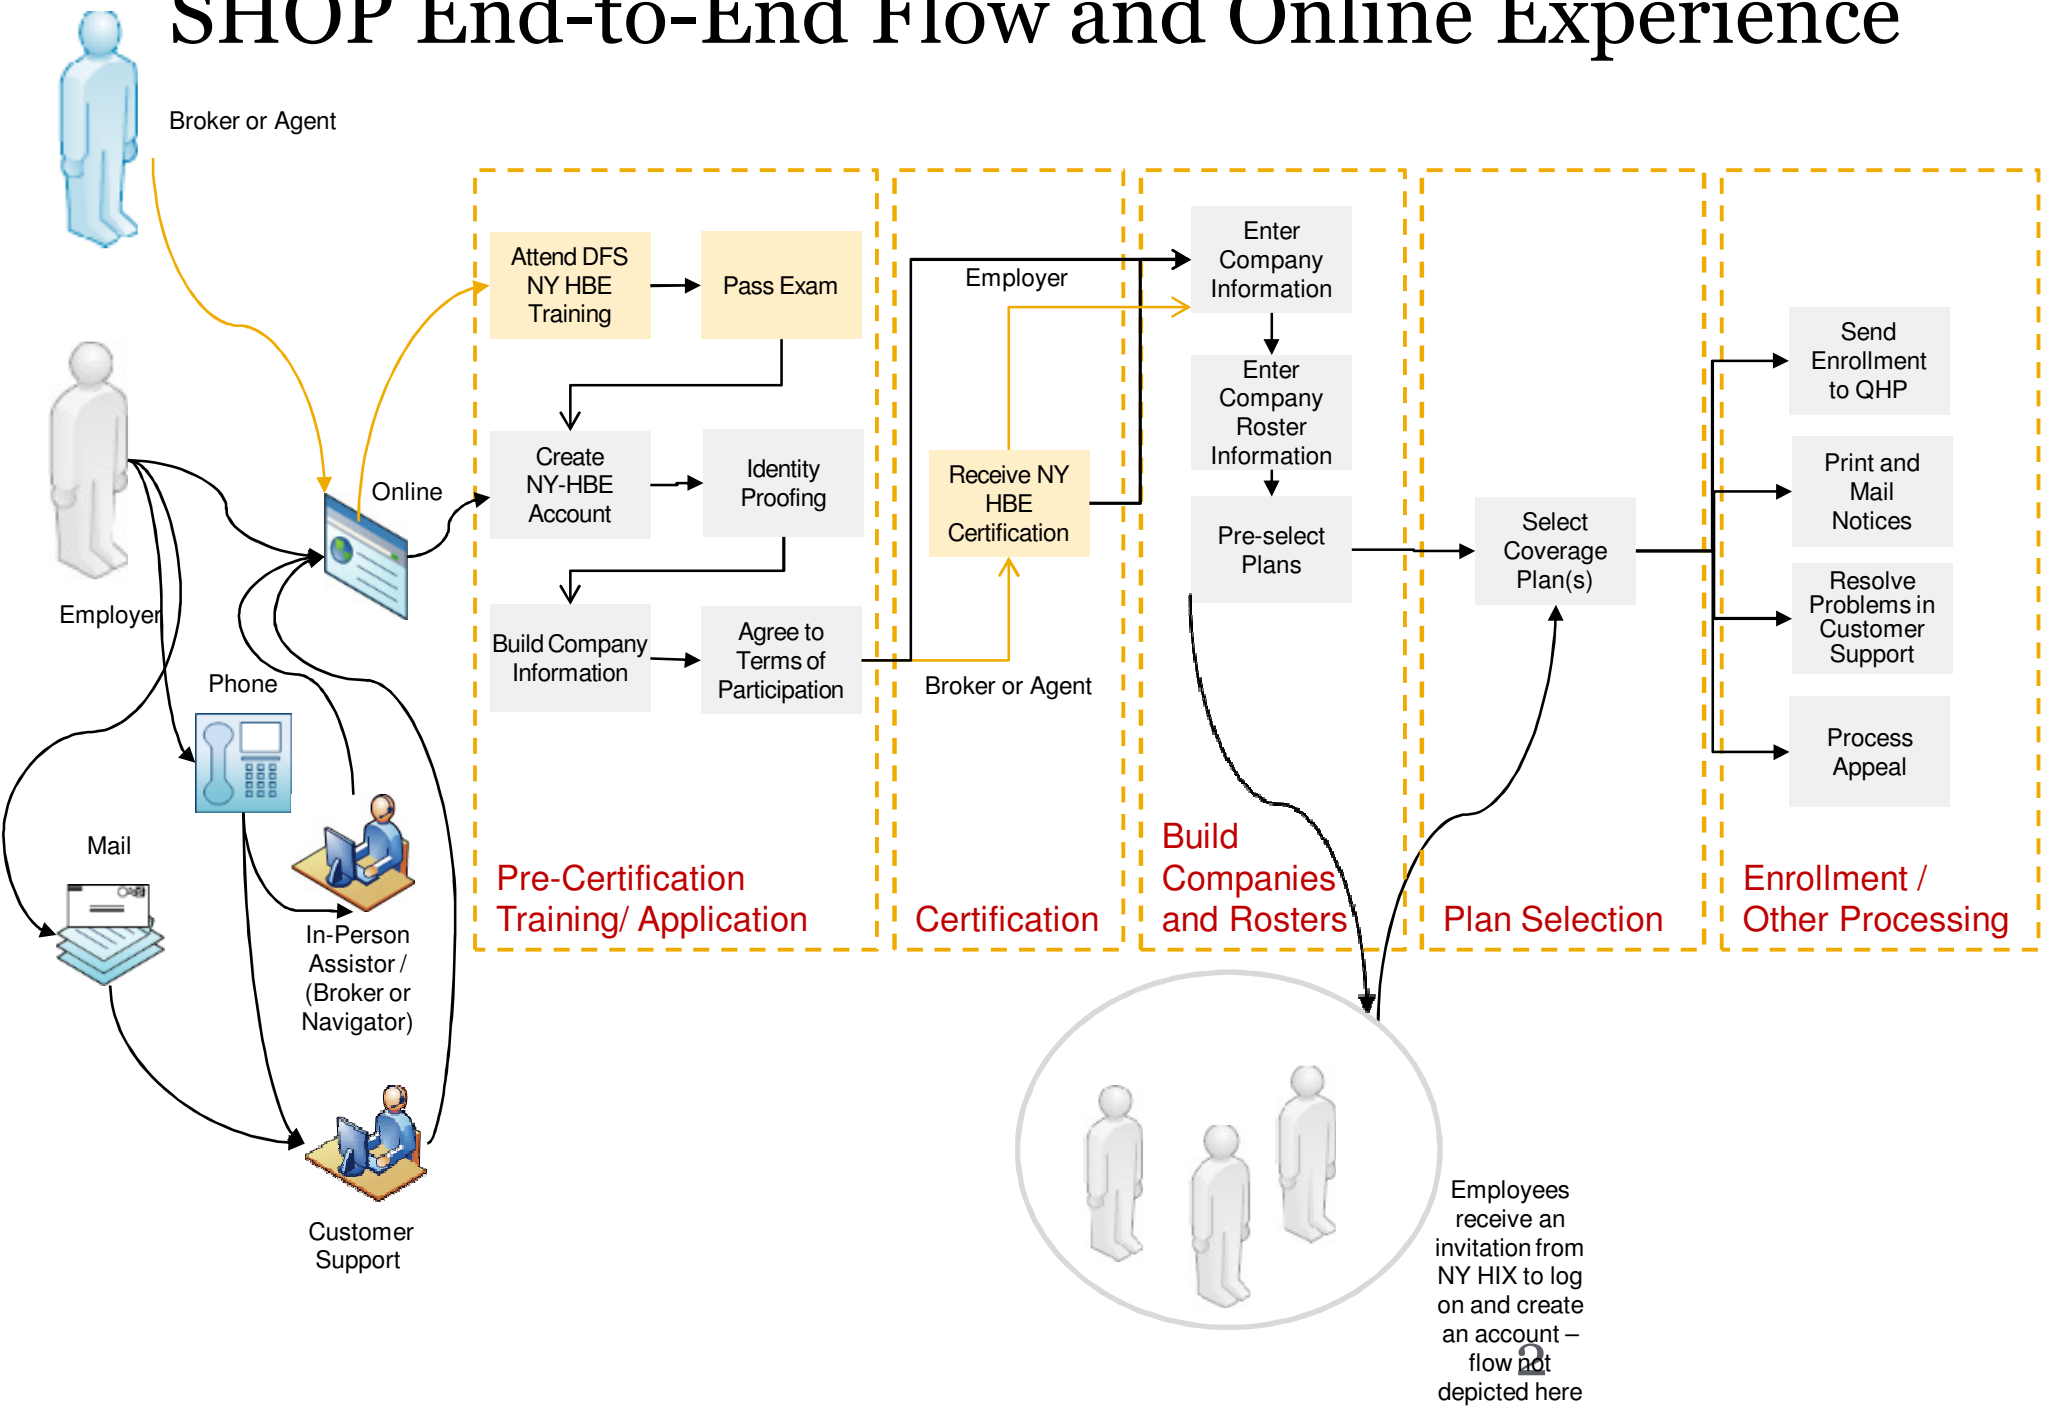 SHOP End-to-End Flow and Online Experience
Broker or Agent
Employer
Online
Phone
Mail
In-Person
Assistor /
(Broker or
Navigator)
Customer
Support
Attend DFS
NY HBE
Training
Pass Exam
Create
NY-HBE
Account
Identity
Proofing
Build Company
Information
Agree to
Terms of
Participation
Pre-Certification
Training/ Application
Employer
Receive NY
HBE
Certification
Broker or Agent
Certification
Enter
Company
Information
Enter
Company
Roster
Information
Pre-select
Plans
Build
Companies
and Rosters
Select
Coverage
Plan(s)
Plan Selection
Send
Enrollment
to QHP
Print and
Mail
Notices
Resolve
Problems in
Customer
Support
Process
Appeal
Enrollment /
Other Processing
Employees
receive an
invitation from
NY HIX to log
on and create
an account –
flow not
depicted here
2